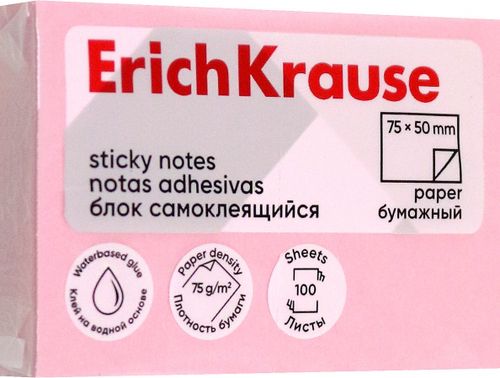 ErichKrause
75 × 50 mm
sticky notes
notas adhesivas
блок самоклеящийся
paper
бумажный
Waterbased glue
Клей на водной основе
Paper density
75 g/m²
Плотность бумаги
Sheets
100
Листы